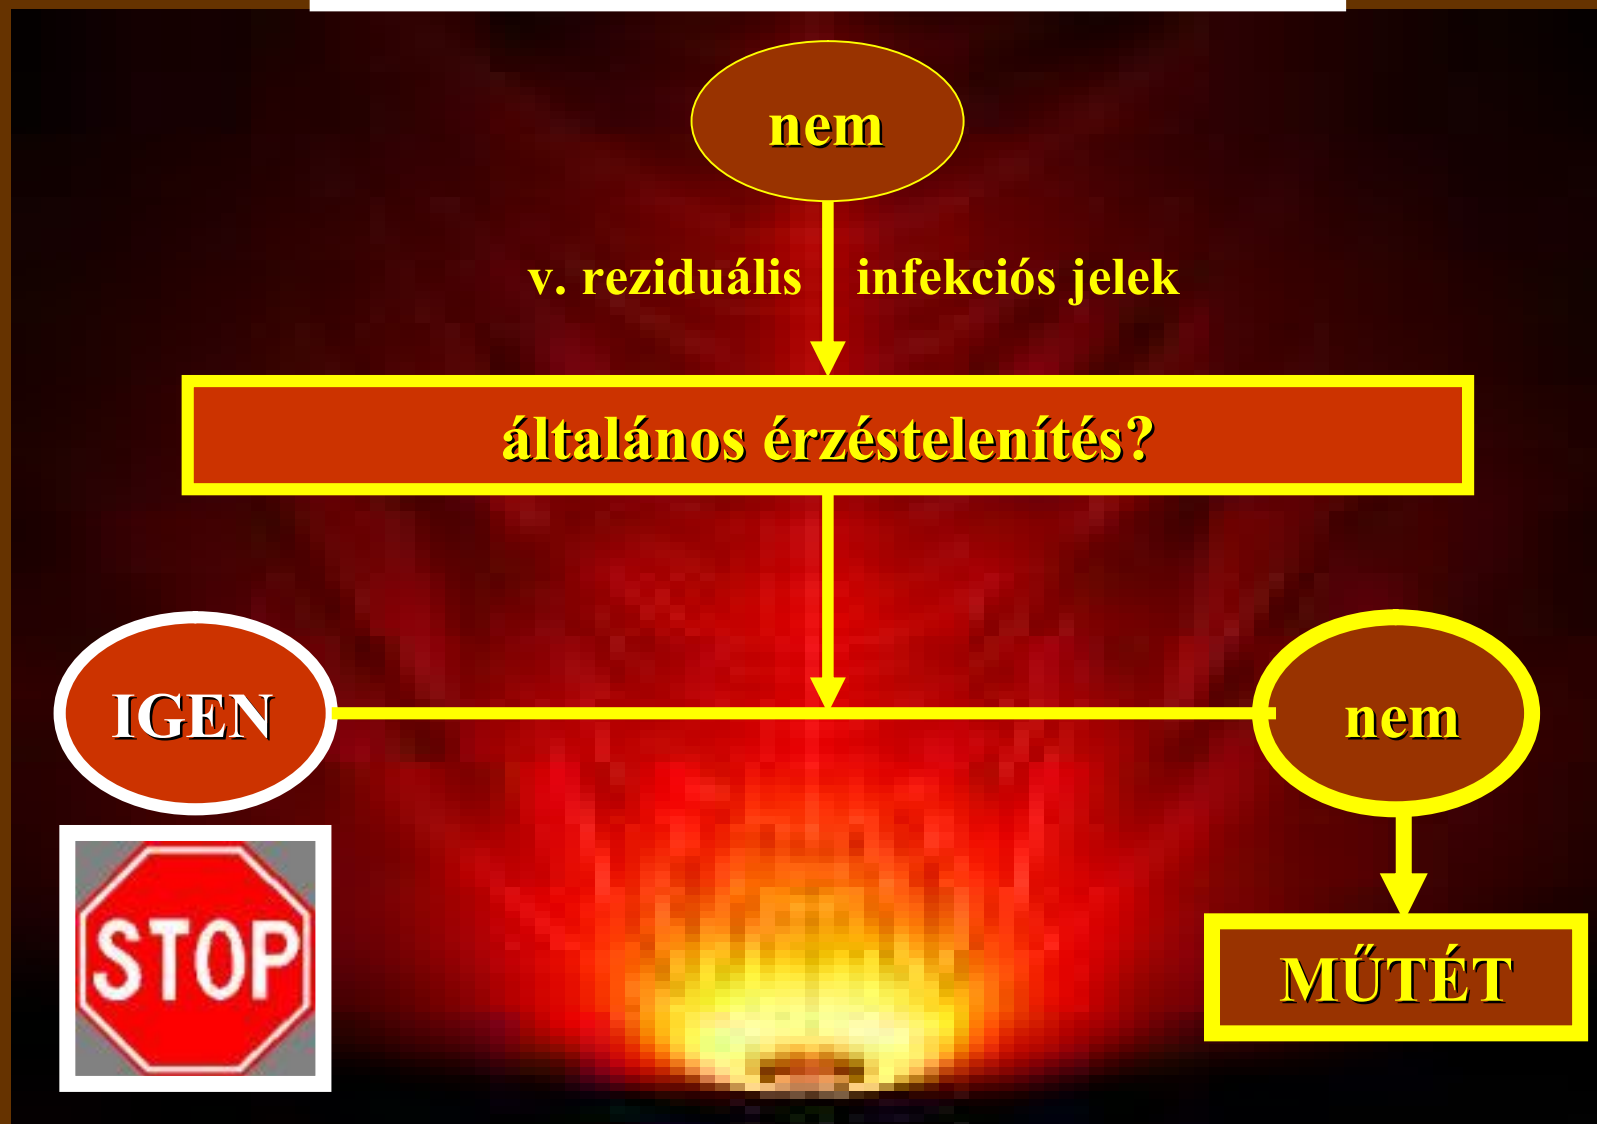 nem
v. reziduális infekciós jelek
általános érzéstelenítés?
IGEN
nem
STOP
MŰTÉT